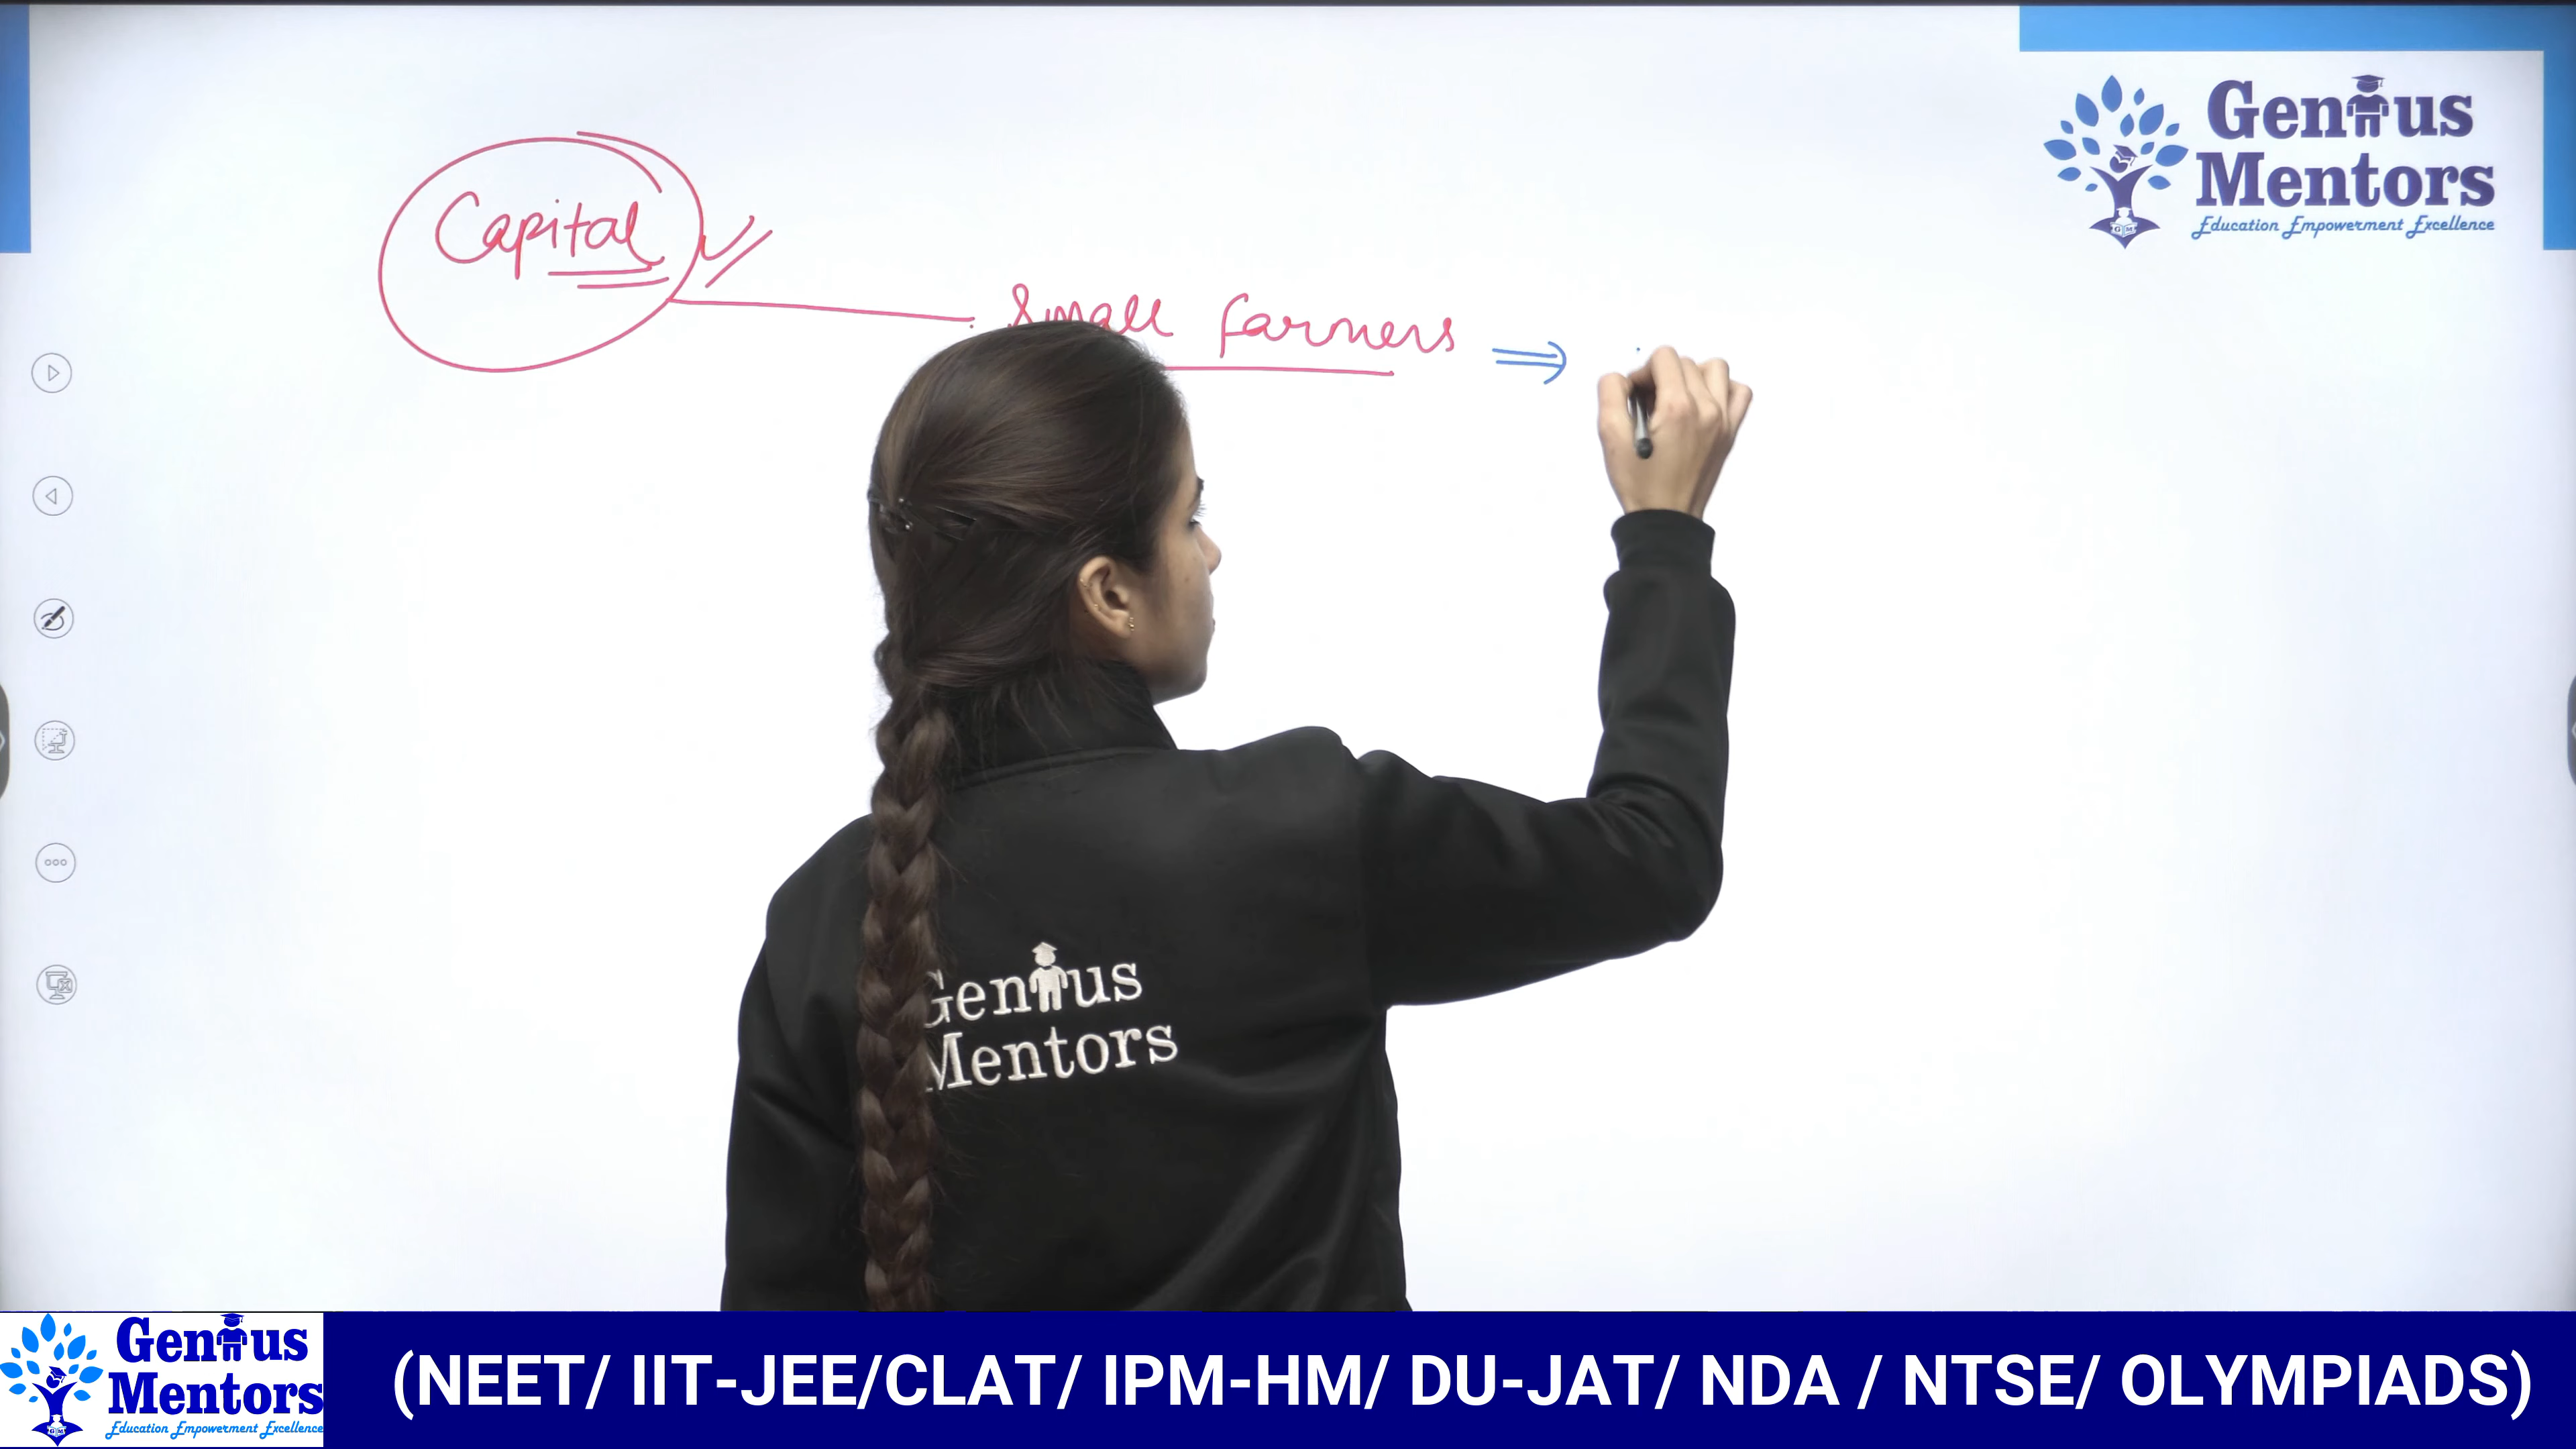 Genius
Mentors
Education Empowerment Excellence
Capital
Small farmers
Genius
Mentors
Genius
Mentors
Education Empowerment Excellence
(NEET/ IIT-JEE/CLAT/ IPM-HM/ DU-JAT/ NDA / NTSE/ OLYMPIADS)